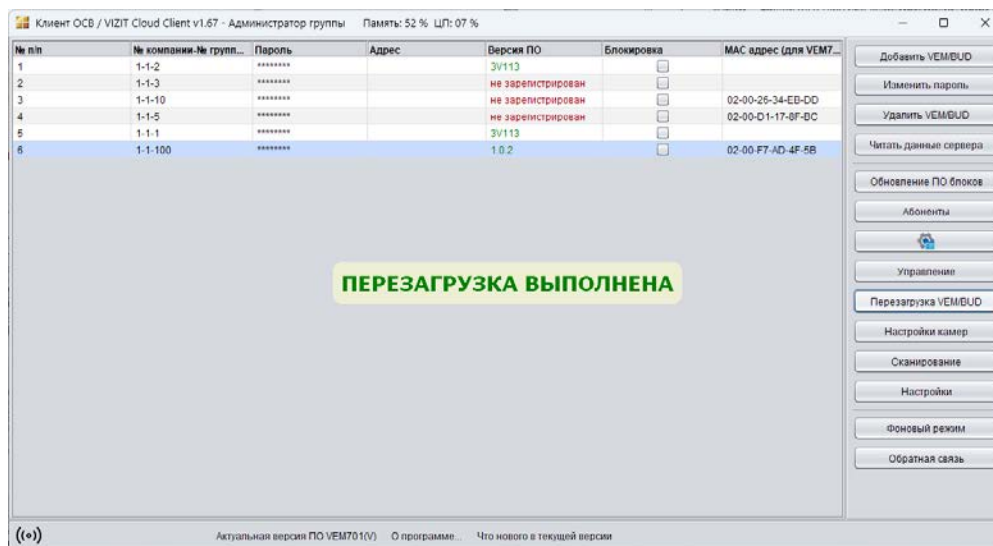 Клиент ОСВ / VIZIT Cloud Client v1.67 - Администратор группы Память: 52 % ЦП: 07 %
№ п/п № компании-№ групп... Пароль Адрес Версия ПО Блокировка MAC адрес (для VEM7...
1 1-1-2 ******** 3V113
2 1-1-3 ******** не зарегистрирован
3 1-1-10 ******** не зарегистрирован 02-00-26-34-EB-DD
4 1-1-5 ******** не зарегистрирован 02-00-D1-17-8F-BC
5 1-1-1 ******** 3V113
6 1-1-100 ******** 1.0.2 02-00-F7-AD-4F-5B
ПЕРЕЗАГРУЗКА ВЫПОЛНЕНА
Добавить VEM/BUD
Изменить пароль
Удалить VEM/BUD
Читать данные сервера
Обновление ПО блоков
Абоненты
Управление
Перезагрузка VEM/BUD
Настройки камер
Сканирование
Настройки
Фоновый режим
Обратная связь
Актуальная версия ПО VEM701(V) О программе... Что нового в текущей версии